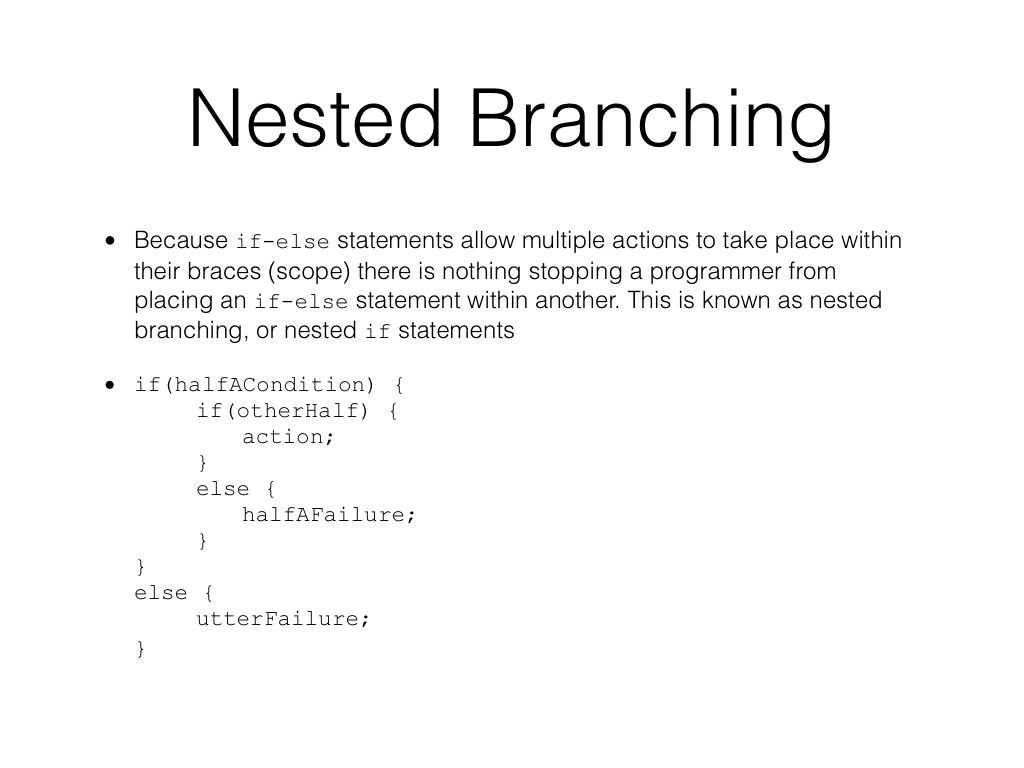 Nested Branching
• Because if-else statements allow multiple actions to take place within
their braces (scope) there is nothing stopping a programmer from
placing an if-else statement within another. This is known as nested
branching, or nested if statements
• if(halfACondition) {
if(otherHalf) {
action;
}
else {
halfAFailure;
}
}
else {
utterFailure;
}